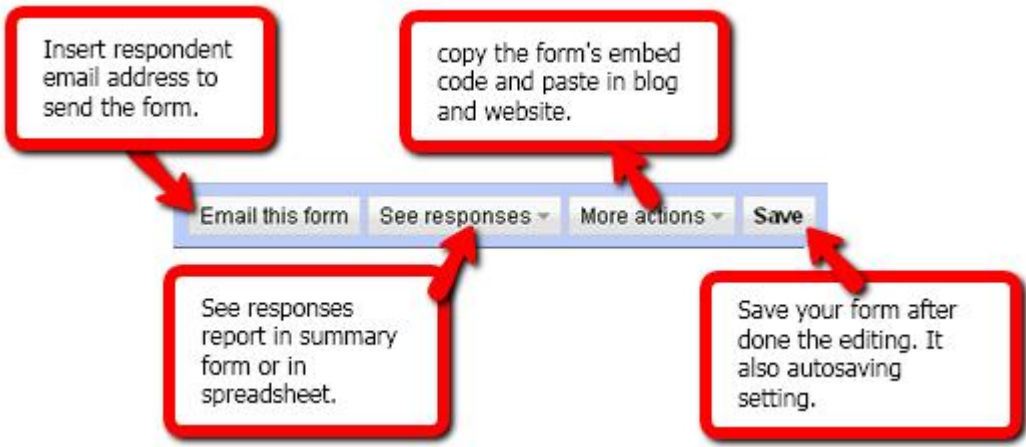 Insert respondent
email address to
send the form.
copy the form's embed
code and paste in blog
and website.
Email this form See responses More actions Save
See responses
report in summary
form or in
spreadsheet.
Save your form after
done the editing. It
also autosaving
setting.